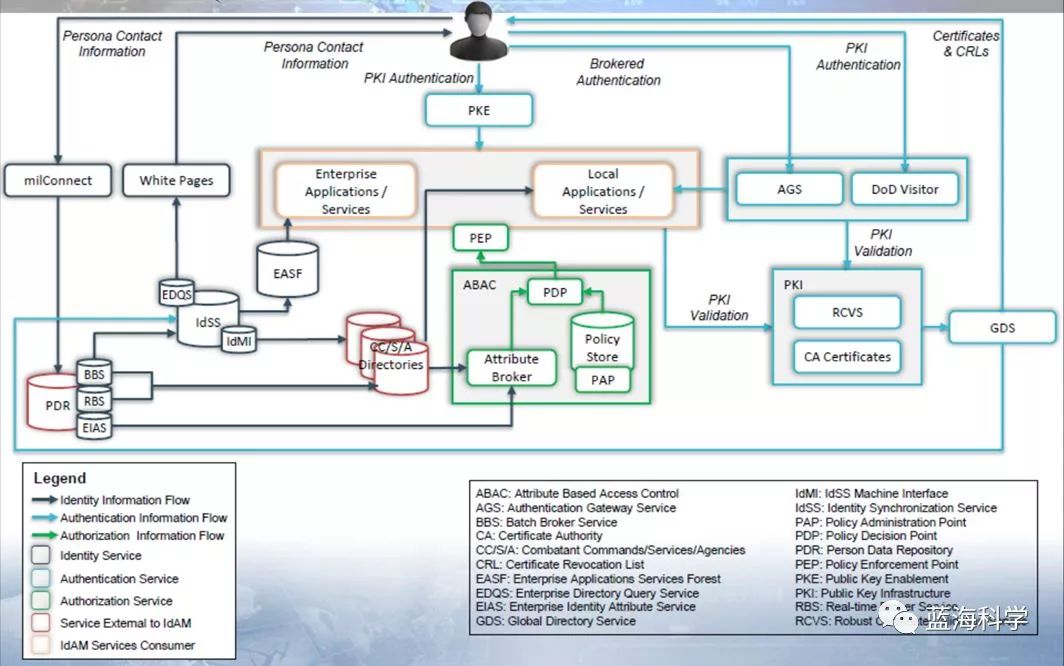 Persona Contact
Information
Persona Contact
Information
PKI Authentication
Brokered
Authentication
PKI
Authentication
Certificates
& CRLs
PKE
milConnect
White Pages
Enterprise
Applications /
Services
Local
Applications /
Services
AGS
DoD Visitor
PEP
PKI
Validation
EASF
EDQS
IdSS
IdMI
ABAC
PDP
Policy
Store
PAP
Attribute
Broker
PKI
Validation
PKI
RCVS
CA Certificates
GDS
CC/S/A
Directories
PDR
BBS
RBS
EIAS
Legend
Identity Information Flow
Authentication Information Flow
Authorization Information Flow
Identity Service
Authentication Service
Authorization Service
Service External to IdAM
IdAM Services Consumer
ABAC: Attribute Based Access Control
AGS: Authentication Gateway Service
BBS: Batch Broker Service
CA: Certificate Authority
CC/S/A: Combatant Commands/Services/Agencies
CRL: Certificate Revocation List
EASF: Enterprise Applications Services Forest
EDQS: Enterprise Directory Query Service
EIAS: Enterprise Identity Attribute Service
GDS: Global Directory Service
IdMI: IdSS Machine Interface
IdSS: Identity Synchronization Service
PAP: Policy Administration Point
PDP: Policy Decision Point
PDR: Person Data Repository
PEP: Policy Enforcement Point
PKE: Public Key Enablement
PKI: Public Key Infrastructure
RBS: Real-time
RCVS: Robust
蓝海科学